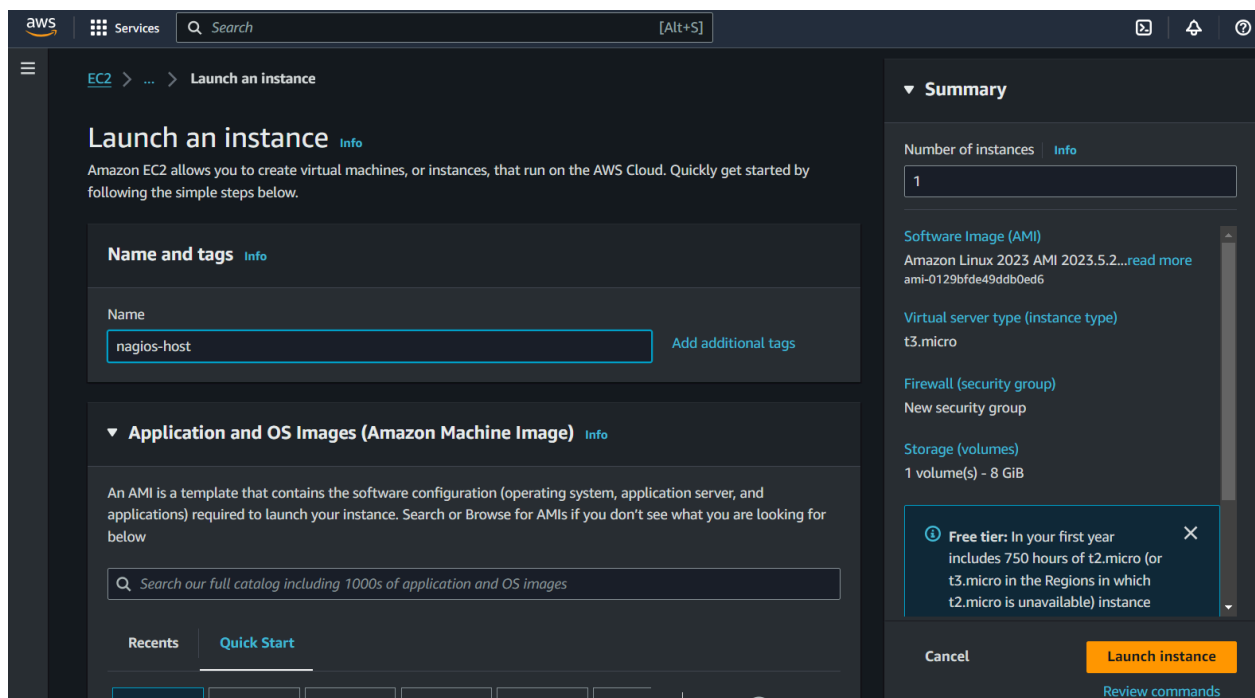 aws
Services
Search [Alt+S]
EC2 > ... > Launch an instance
Launch an instance Info
Amazon EC2 allows you to create virtual machines, or instances, that run on the AWS Cloud. Quickly get started by
following the simple steps below.
Name and tags Info
Name
nagios-host
Add additional tags
Application and OS Images (Amazon Machine Image) Info
An AMI is a template that contains the software configuration (operating system, application server, and
applications) required to launch your instance. Search or Browse for AMIs if you don't see what you are looking for
below
Search our full catalog including 1000s of application and OS images
Recents
Quick Start
Summary
Number of instances Info
1
Software Image (AMI)
Amazon Linux 2023 AMI 2023.5.2...read more
ami-0129bfde49ddb0ed6
Virtual server type (instance type)
t3.micro
Firewall (security group)
New security group
Storage (volumes)
1 volume(s) - 8 GiB
Free tier: In your first year
includes 750 hours of t2.micro (or
t3.micro in the Regions in which
t2.micro is unavailable) instance
Cancel
Launch instance
Review commands